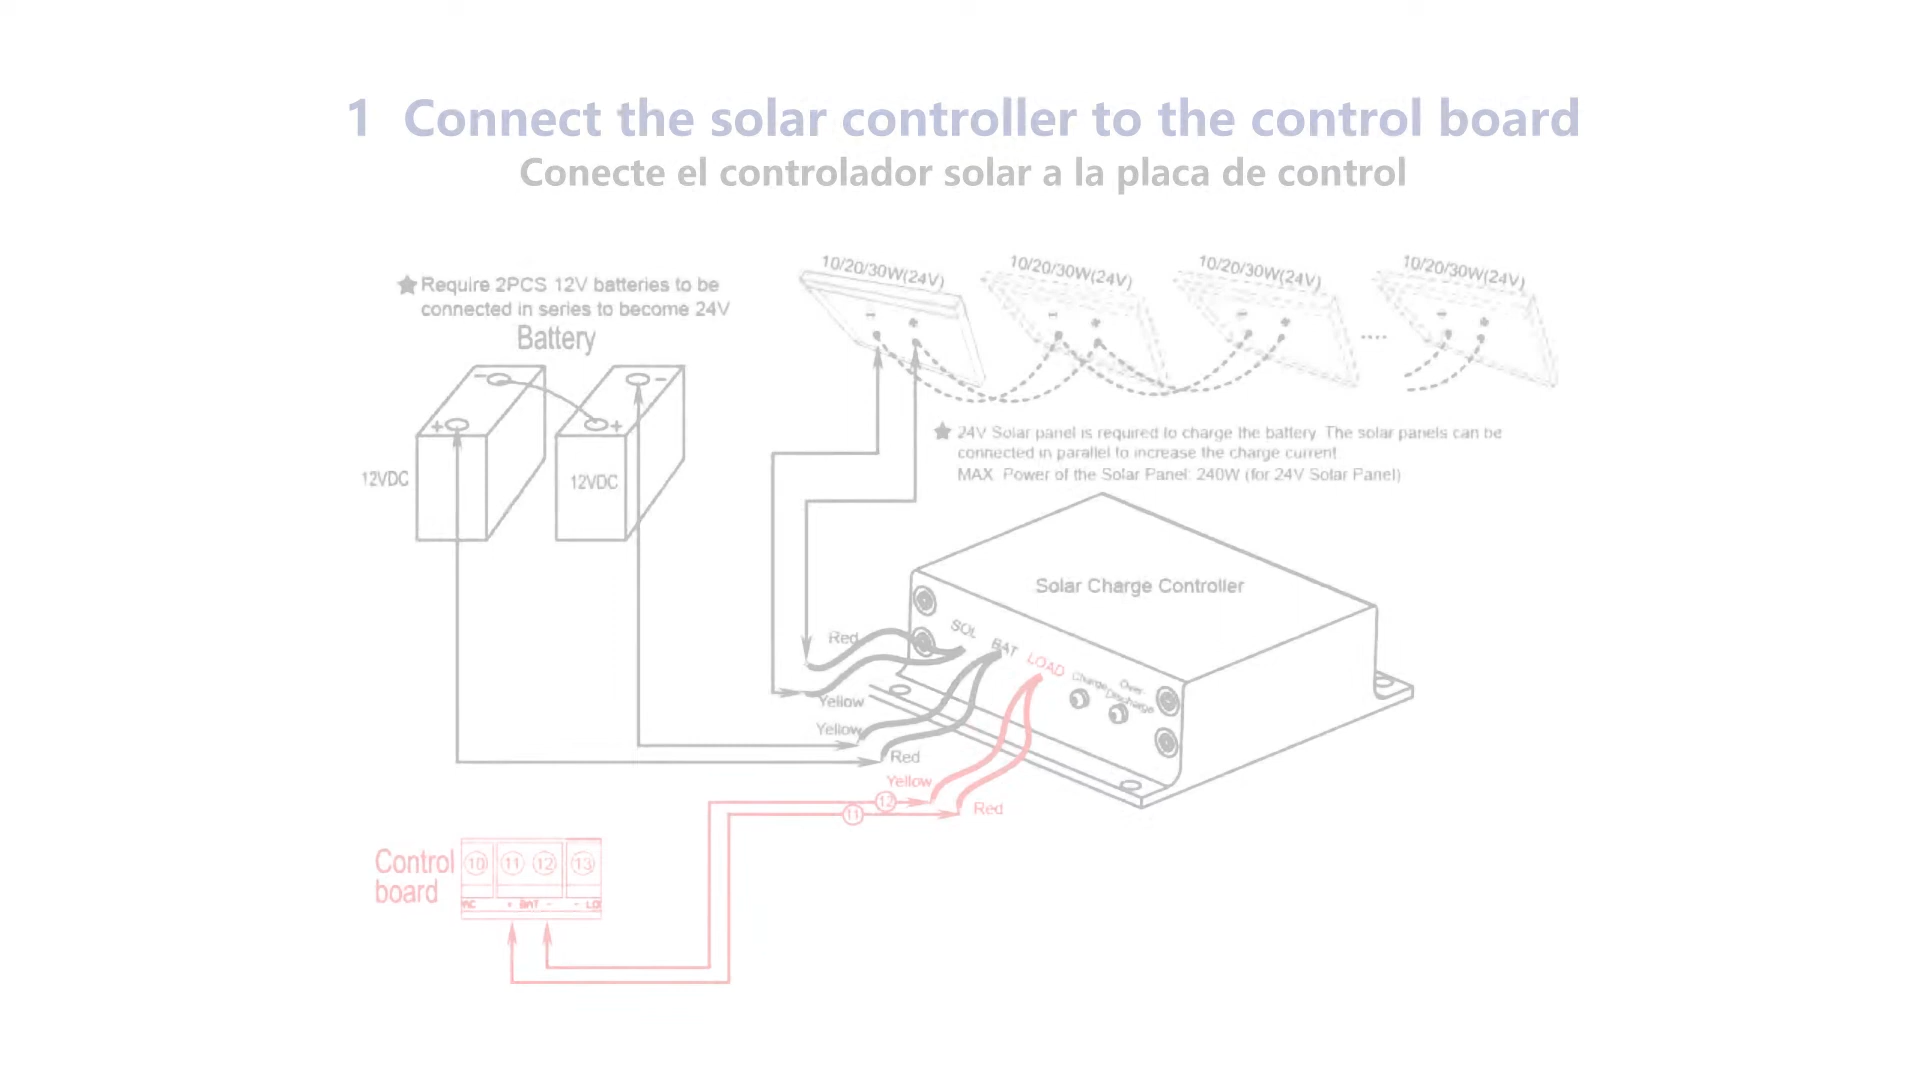 1 Connect the solar controller to the control board
Conecte el controlador solar a la placa de control
★ Require 2PCS 12V batteries to be
connected in series to become 24V
Battery
10/20/30W(24V)
10/20/30W(24V)
10/20/30W(24V)
10/20/30W(24V)
- +
- +
- +
....
- +
- -
+ +
12VDC
12VDC
★ 24V Solar panel is required to charge the battery. The solar panels can be
connected in parallel to increase the charge current.
MAX. Power of the Solar Panel: 240W (for 24V Solar Panel)
Solar Charge Controller
SOL
BAT
LOAD
Charge
Over-
Discharge
Red
Yellow
Yellow
Red
Yellow
Red
12
11
Control
board
10 11 12 13
AC + BAT - - LO